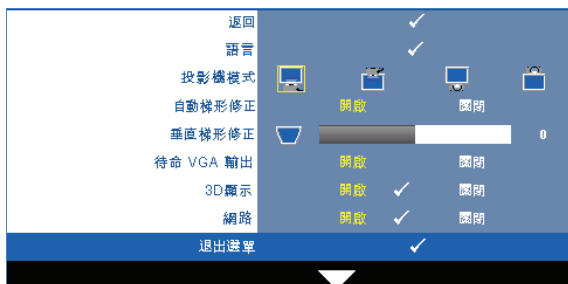 返回
語言
投影機模式
自動梯形修正 開啟 關閉
垂直梯形修正 0
待命 VGA 輸出 開啟 關閉
3D顯示 開啟 關閉
網路 開啟 關閉
退出選單